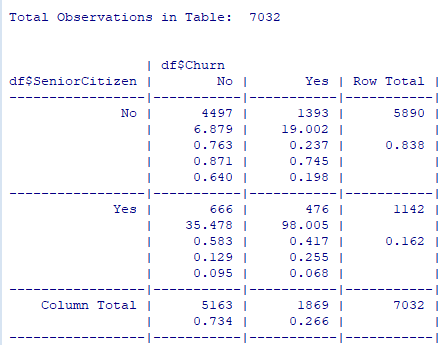 Total Observations in Table:  7032
                 | df$Churn
df$SeniorCitizen |        No |       Yes | Row Total |
-----------------|-----------|-----------|-----------|
              No |      4497 |      1393 |      5890 |
                 |     6.879 |    19.002 |           |
                 |     0.763 |     0.237 |     0.838 |
                 |     0.871 |     0.745 |           |
                 |     0.640 |     0.198 |           |
-----------------|-----------|-----------|-----------|
             Yes |       666 |       476 |      1142 |
                 |    35.478 |    98.005 |           |
                 |     0.583 |     0.417 |     0.162 |
                 |     0.129 |     0.255 |           |
                 |     0.095 |     0.068 |           |
-----------------|-----------|-----------|-----------|
    Column Total |      5163 |      1869 |      7032 |
                 |     0.734 |     0.266 |           |
-----------------|-----------|-----------|-----------|